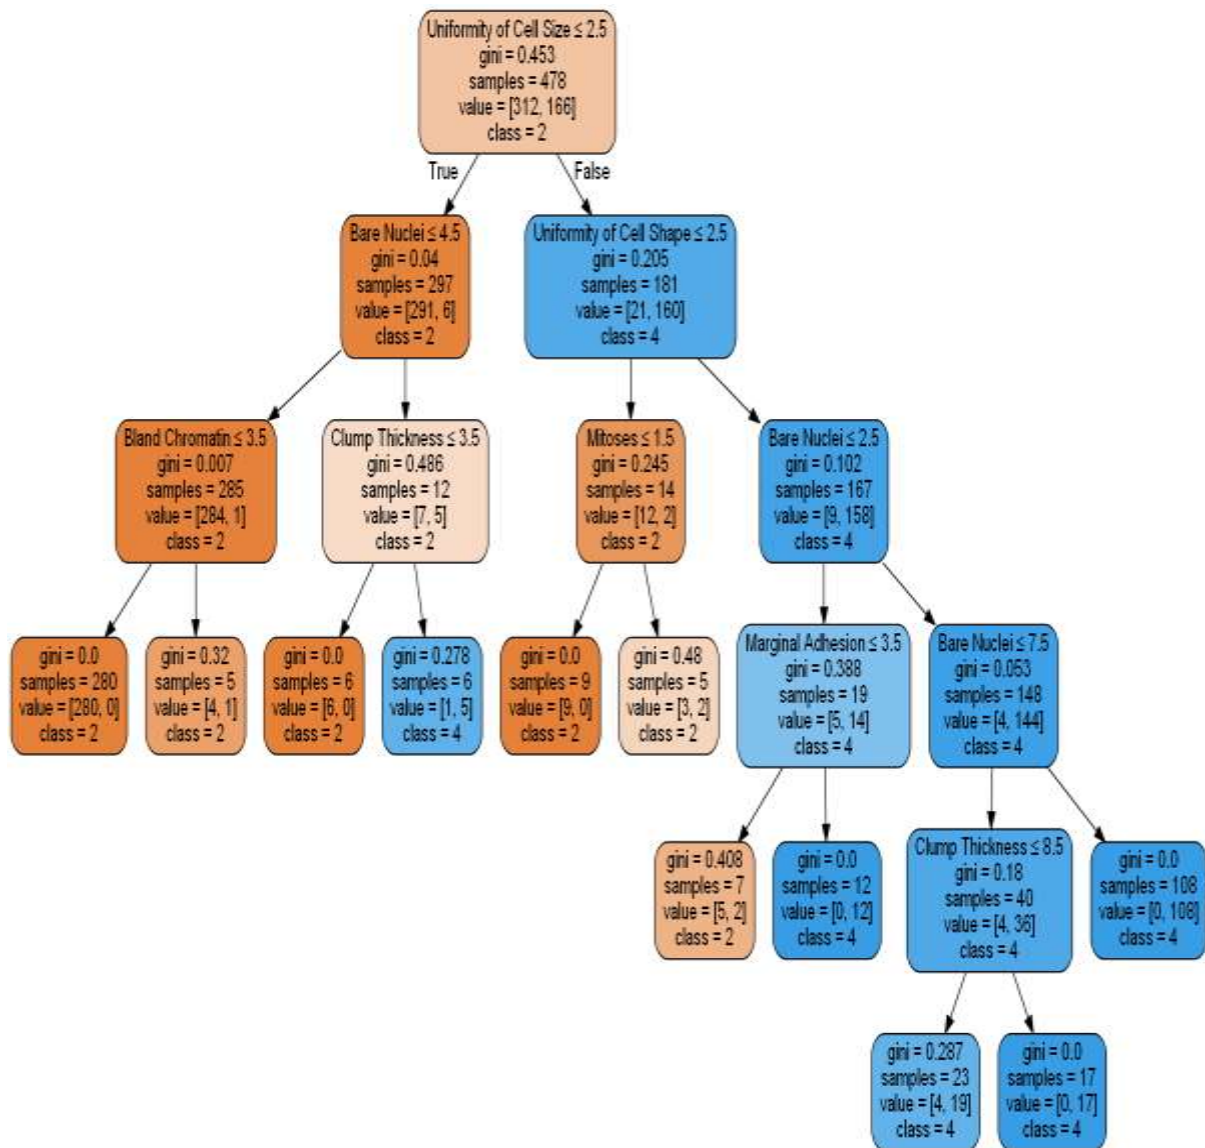 Uniformity of Cell Size ≤ 2.5
gini = 0.453
samples = 478
value = [312, 166]
class = 2
True
False
Bare Nuclei ≤ 4.5
gini = 0.04
samples = 297
value = [291, 6]
class = 2
Uniformity of Cell Shape ≤ 2.5
gini = 0.205
samples = 181
value = [21, 160]
class = 4
Bland Chromatin ≤ 3.5
gini = 0.007
samples = 285
value = [284, 1]
class = 2
Clump Thickness ≤ 3.5
gini = 0.486
samples = 12
value = [7, 5]
class = 2
Mitoses ≤ 1.5
gini = 0.245
samples = 14
value = [12, 2]
class = 2
Bare Nuclei ≤ 2.5
gini = 0.102
samples = 167
value = [9, 158]
class = 4
gini = 0.0
samples = 280
value = [280, 0]
class = 2
gini = 0.32
samples = 5
value = [4, 1]
class = 2
gini = 0.0
samples = 6
value = [6, 0]
class = 2
gini = 0.278
samples = 6
value = [1, 5]
class = 4
gini = 0.0
samples = 9
value = [9, 0]
class = 2
gini = 0.48
samples = 5
value = [3, 2]
class = 2
Marginal Adhesion ≤ 3.5
gini = 0.388
samples = 19
value = [5, 14]
class = 4
Bare Nuclei ≤ 7.5
gini = 0.053
samples = 148
value = [4, 144]
class = 4
gini = 0.408
samples = 7
value = [5, 2]
class = 2
gini = 0.0
samples = 12
value = [0, 12]
class = 4
Clump Thickness ≤ 8.5
gini = 0.18
samples = 40
value = [4, 36]
class = 4
gini = 0.0
samples = 108
value = [0, 108]
class = 4
gini = 0.287
samples = 23
value = [4, 19]
class = 4
gini = 0.0
samples = 17
value = [0, 17]
class = 4